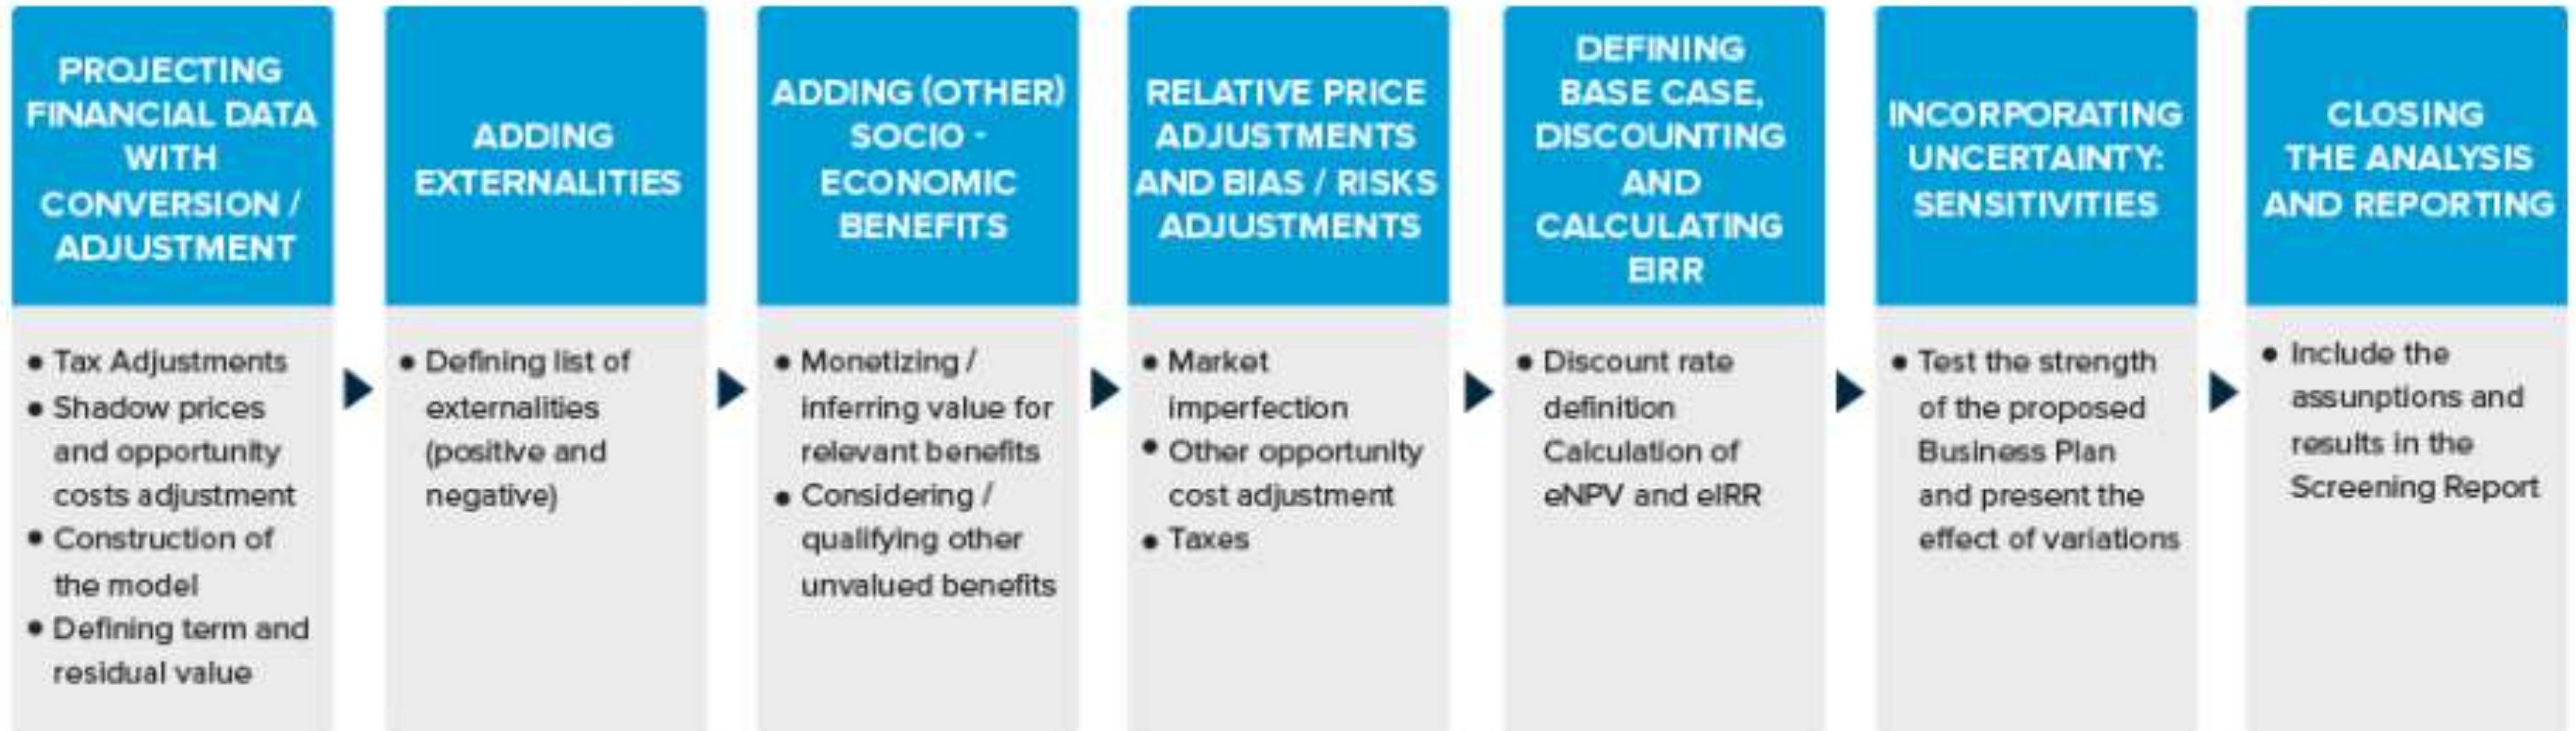 PROJECTING
FINANCIAL DATA
WITH
CONVERSION /
ADJUSTMENT
• Tax Adjustments
• Shadow prices
and opportunity
costs adjustment
• Construction of
the model
• Defining term and
residual value
ADDING
EXTERNALITIES
• Defining list of
externalities
(positive and
negative)
ADDING (OTHER)
SOCIO -
ECONOMIC
BENEFITS
• Monetizing /
inferring value for
relevant benefits
• Considering /
qualifying other
unvalued benefits
RELATIVE PRICE
ADJUSTMENTS
AND BIAS / RISKS
ADJUSTMENTS
• Market
imperfection
• Other opportunity
cost adjustment
• Taxes
DEFINING
BASE CASE,
DISCOUNTING
AND
CALCULATING
EIRR
• Discount rate
definition
Calculation of
eNPV and eIRR
INCORPORATING
UNCERTAINTY:
SENSITIVITIES
• Test the strength
of the proposed
Business Plan
and present the
effect of variations
CLOSING
THE ANALYSIS
AND REPORTING
• Include the
assumptions and
results in the
Screening Report